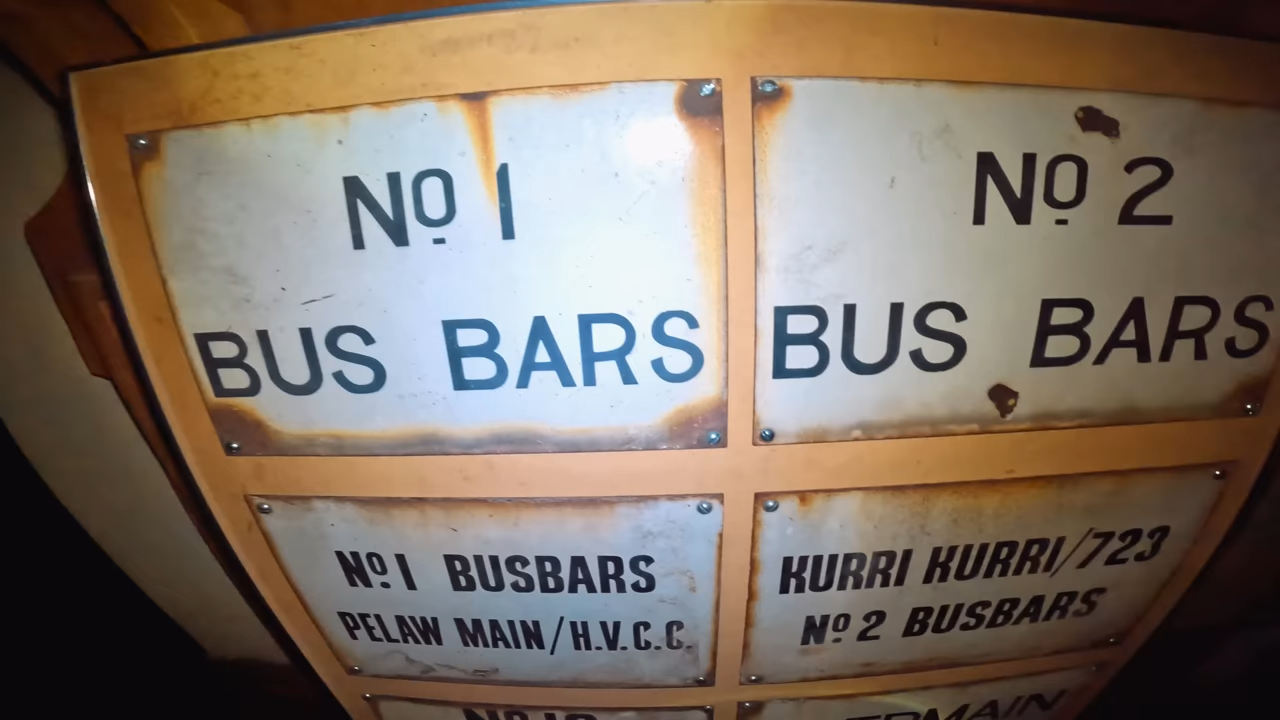 Nº 1
BUS BARS
Nº 2
BUS BARS
Nº 1 BUSBARS
PELAW MAIN/H.V.C.C.
KURRI KURRI/723
Nº 2 BUSBARS